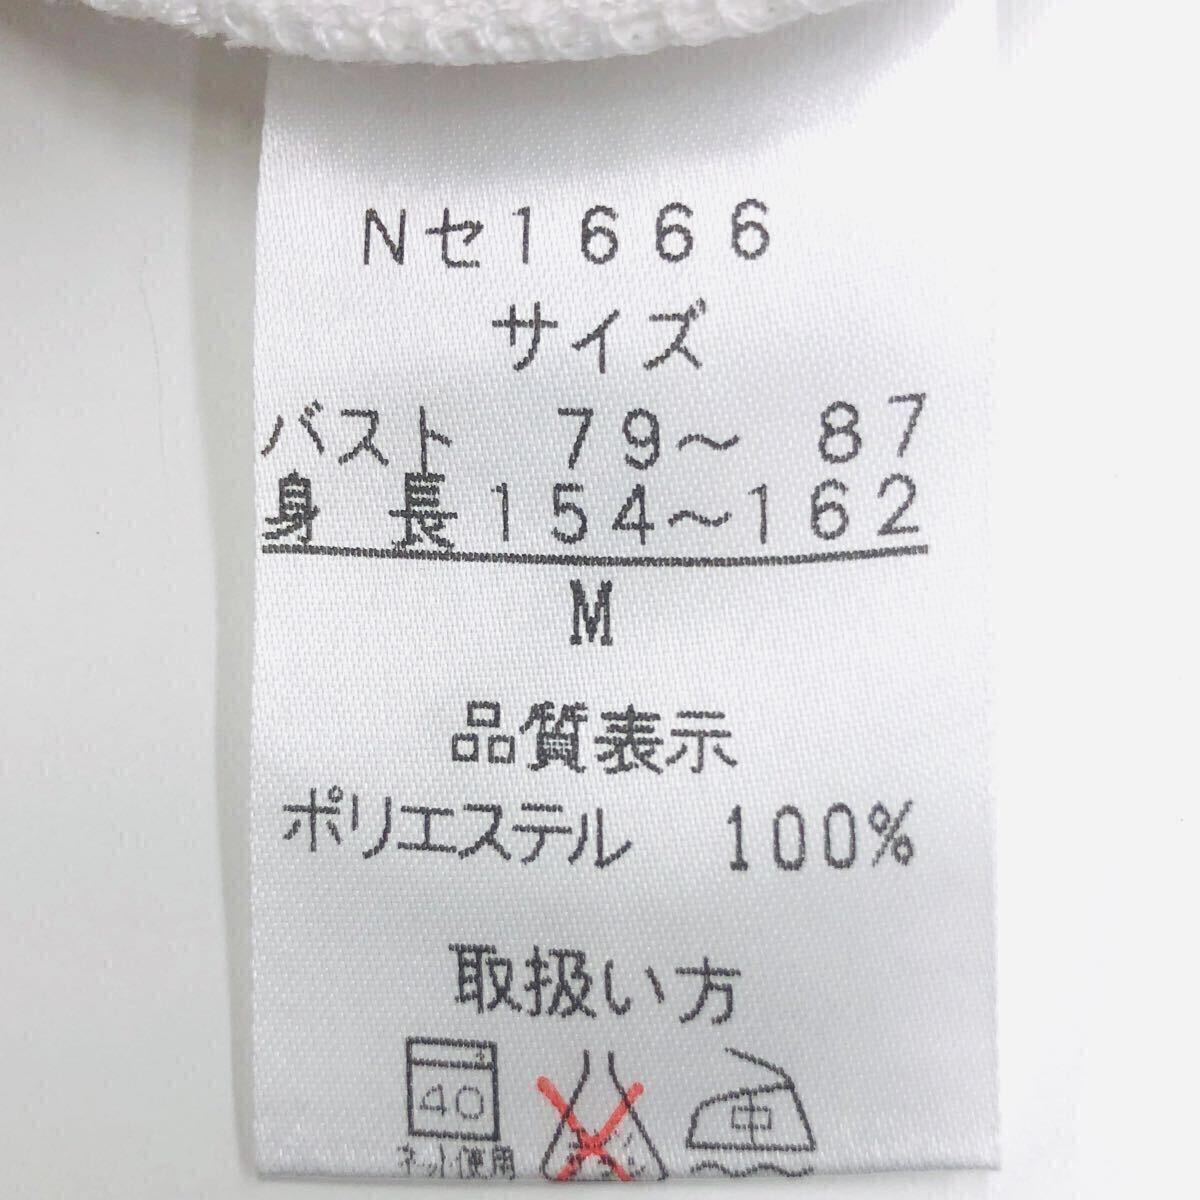 Nセ1666
サイズ
バスト 79〜 87
身長154〜162
M
品質表示
ポリエステル 100%
取扱い方
40 中
ネット使用